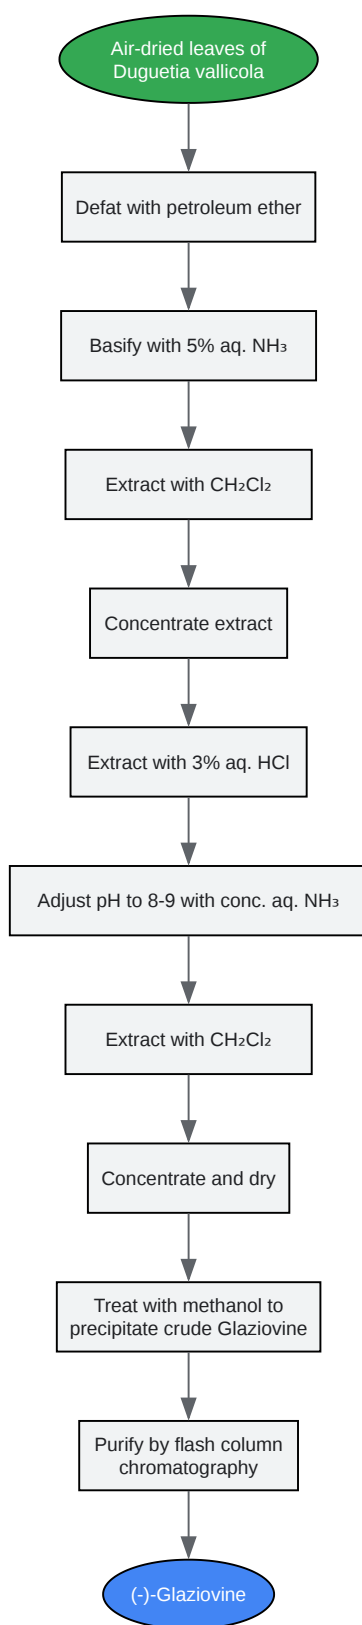 Air-dried leaves of
Duguetia vallicola
Defat with petroleum ether
Basify with 5% aq. NH₃
Extract with CH₂Cl₂
Concentrate extract
Extract with 3% aq. HCl
Adjust pH to 8-9 with conc. aq. NH₃
Extract with CH₂Cl₂
Concentrate and dry
Treat with methanol to
precipitate crude Glaziovine
Purify by flash column
chromatography
(-)-Glaziovine